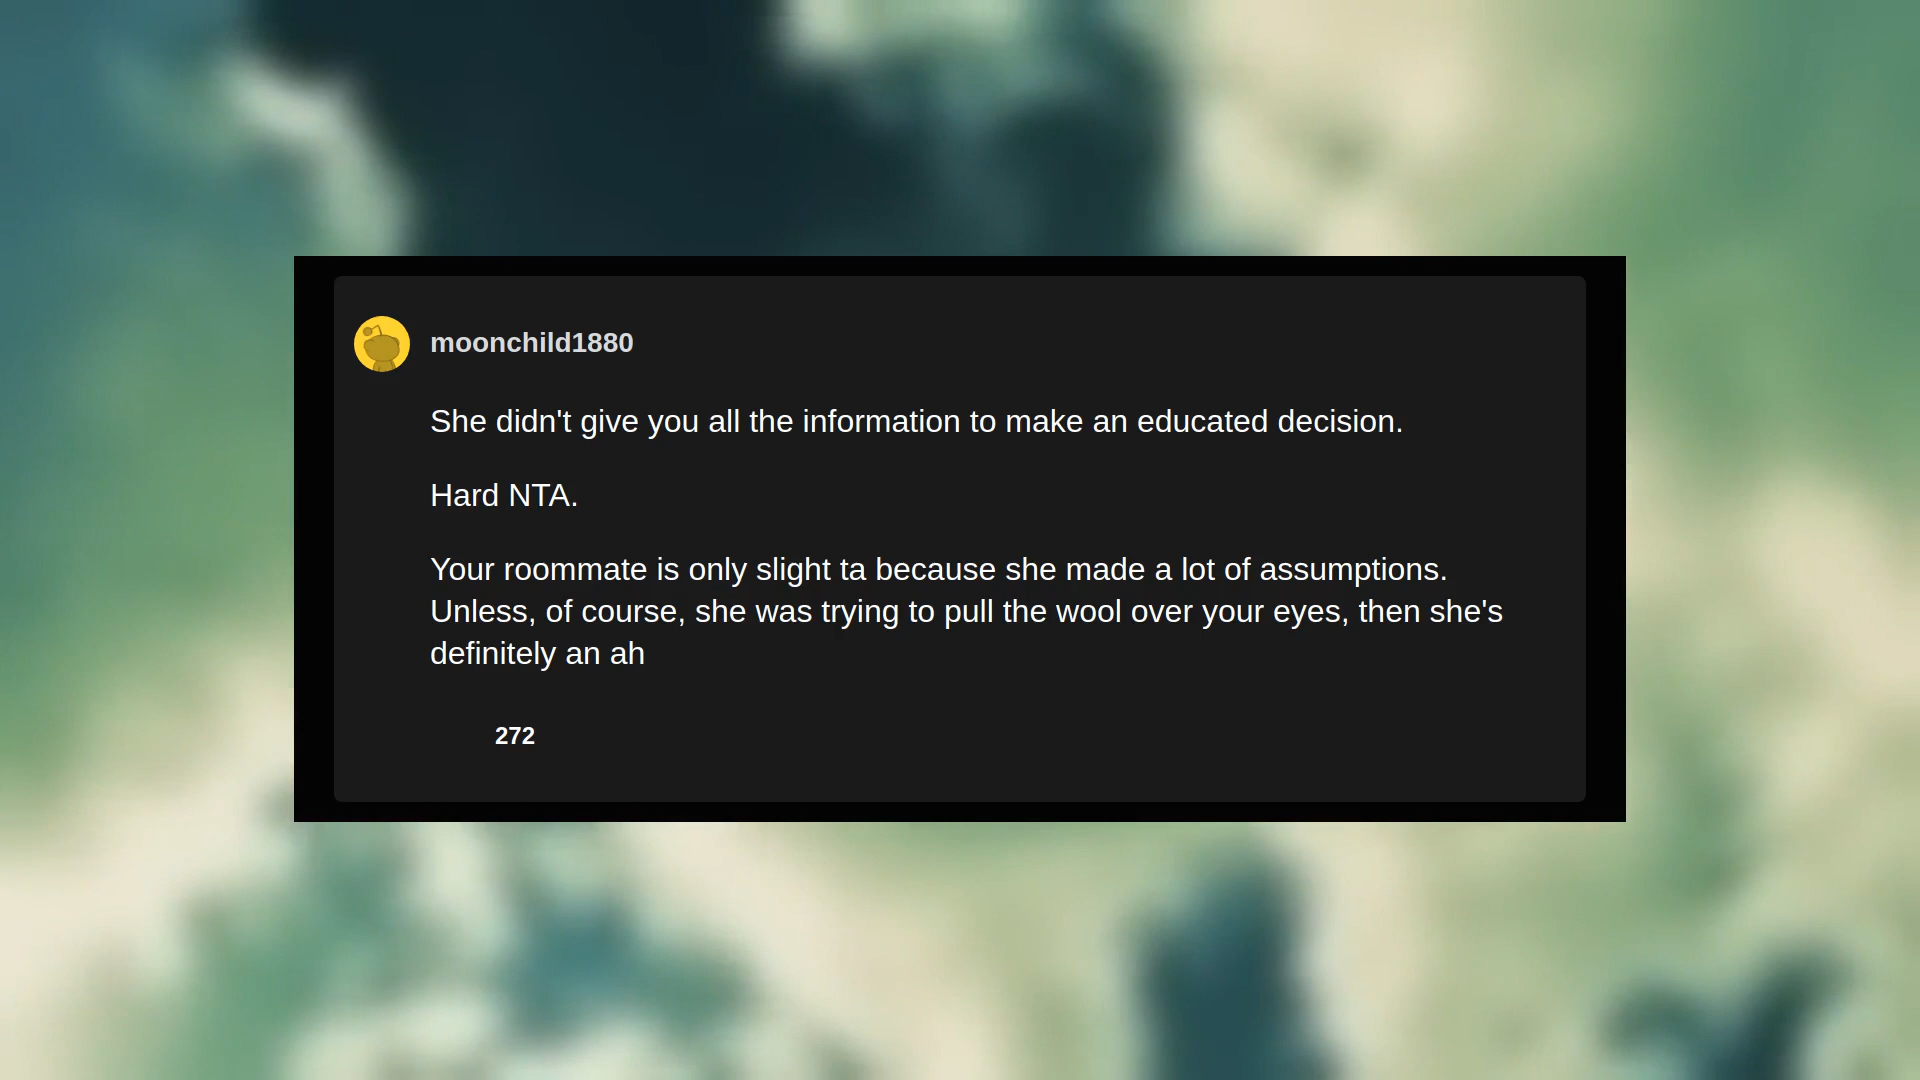 moonchild1880
She didn't give you all the information to make an educated decision.
Hard NTA.
Your roommate is only slight ta because she made a lot of assumptions.
Unless, of course, she was trying to pull the wool over your eyes, then she's
definitely an ah
272